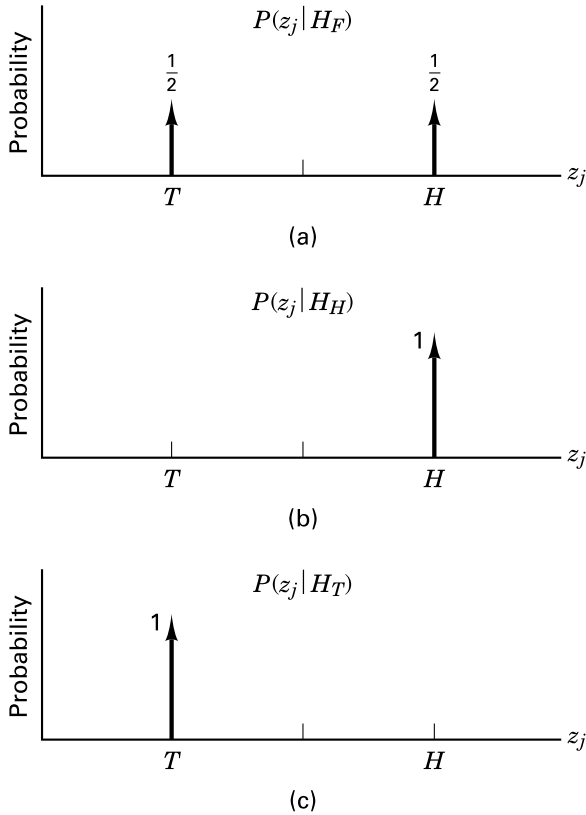 P(z_j|H_F)
Probability
1/2
1/2
T
H
z_j
(a)
P(z_j|H_H)
Probability
1
T
H
z_j
(b)
P(z_j|H_T)
Probability
1
T
H
z_j
(c)